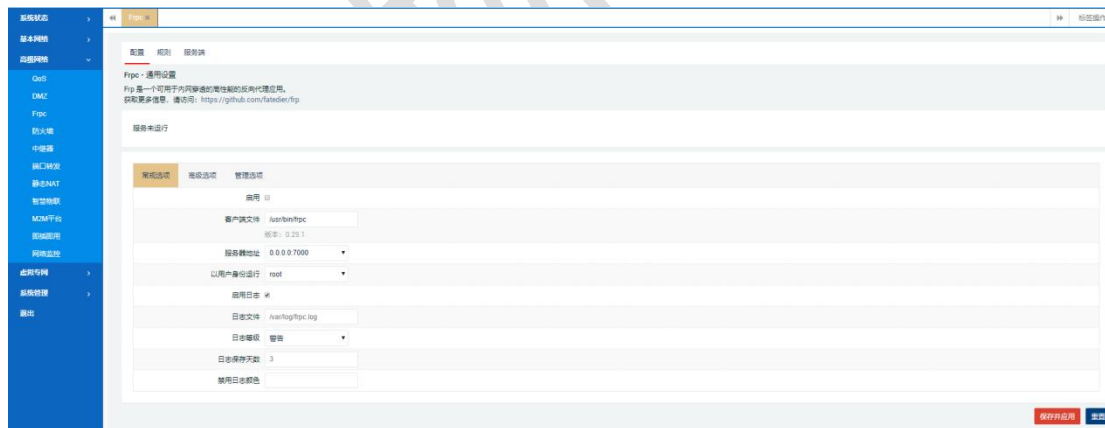 系统状态
基本网络
高级网络
QoS
DMZ
Frpc
防火墙
中继器
端口转发
静态NAT
智慧物联
M2M平台
即插即用
网络监控
虚拟专网
系统管理
退出
Frpc
标签操作
配置 规则 服务端
Frpc - 通用设置
Frp 是一个可用于内网穿透的高性能的反向代理应用。
获取更多信息，请访问：https://github.com/fatedier/frp
服务未运行
常规选项 高级选项 管理选项
启用
客户端文件 /usr/bin/frpc
版本：0.29.1
服务器地址 0.0.0.0:7000
以用户身份运行 root
启用日志
日志文件 /var/log/frpc.log
日志等级 警告
日志保存天数 3
禁用日志颜色
保存并应用 重置